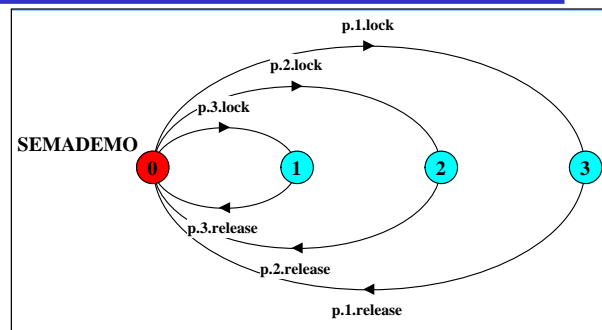 p.1.lock
p.2.lock
p.3.lock
SEMADEMO
0 1 2 3
p.3.release
p.2.release
p.1.release